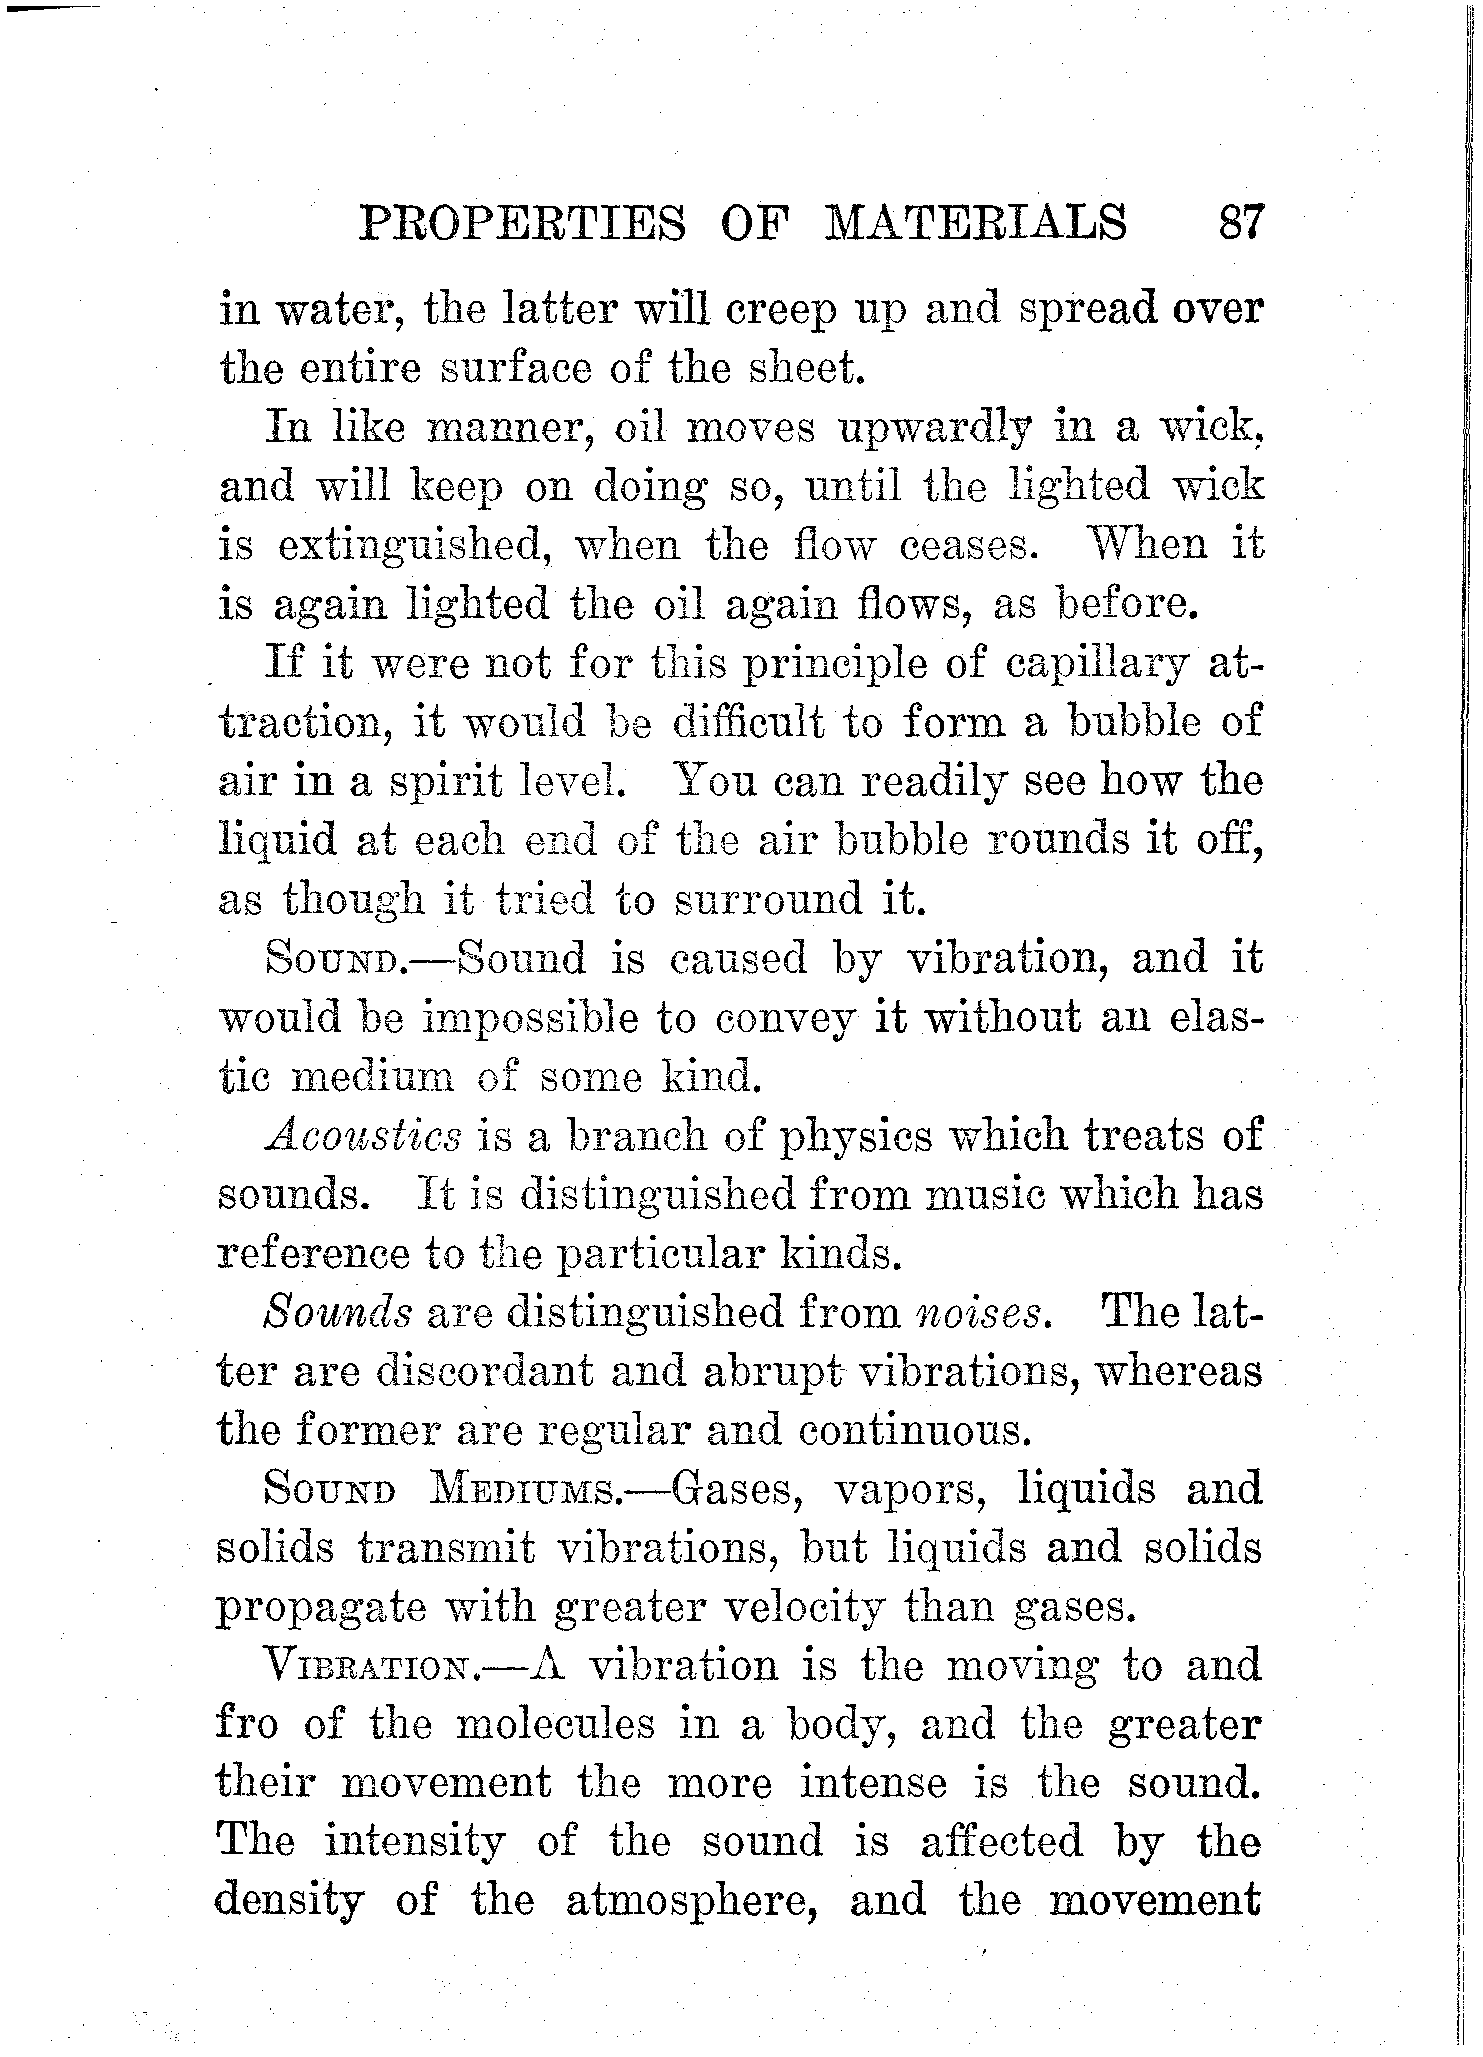 PROPERTIES OF MATERIALS 87
in water, the latter will creep up and spread over
the entire surface of the sheet.
In like manner, oil moves upwardly in a wick,
and will keep on doing so, until the lighted wick
is extinguished, when the flow ceases. When it
is again lighted the oil again flows, as before.
If it were not for this principle of capillary at-
traction, it would be difficult to form a bubble of
air in a spirit level. You can readily see how the
liquid at each end of the air bubble rounds it off,
as though it tried to surround it.
SOUND.—Sound is caused by vibration, and it
would be impossible to convey it without an elas-
tic medium of some kind.
Acoustics is a branch of physics which treats of
sounds. It is distinguished from music which has
reference to the particular kinds.
Sounds are distinguished from noises. The lat-
ter are discordant and abrupt vibrations, whereas
the former are regular and continuous.
SOUND MEDIUMS.—Gases, vapors, liquids and
solids transmit vibrations, but liquids and solids
propagate with greater velocity than gases.
VIBRATION.—A vibration is the moving to and
fro of the molecules in a body, and the greater
their movement the more intense is the sound.
The intensity of the sound is affected by the
density of the atmosphere, and the movement